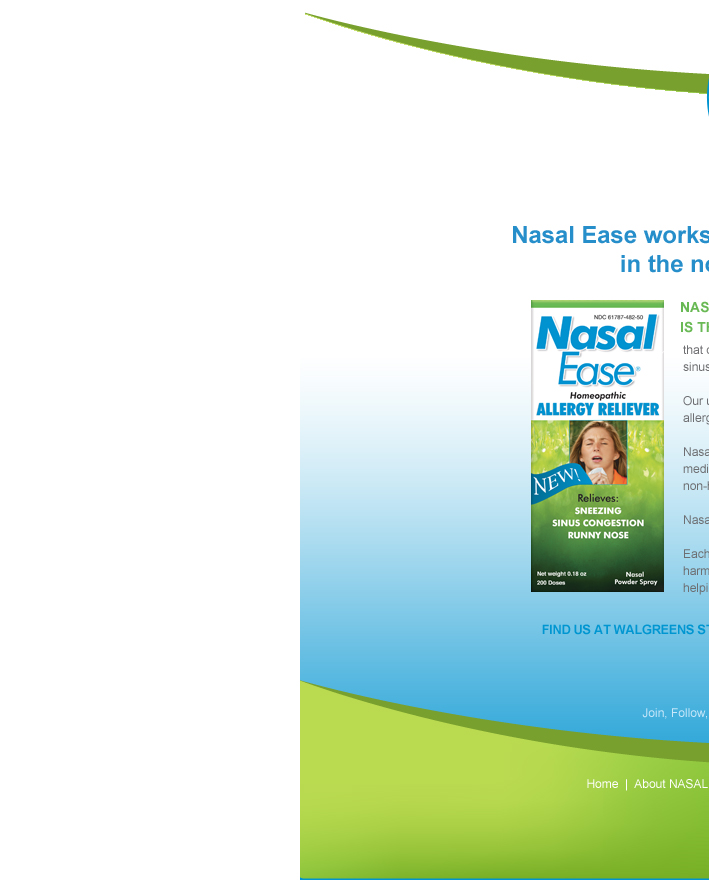 Nasal Ease works
in the
NDC 61787-482-50
Nasal
Ease®
Homeopathic
ALLERGY RELIEVER
NEW!
Relieves:
SNEEZING
SINUS CONGESTION
RUNNY NOSE
Net weight 0.18 oz
200 Doses
Nasal
Powder Spray
NAS
IS
that
sinus
Our
allerg
Nasa
medi
non-
Nasa
Each
harm
helpi
FIND US AT WALGREENS
Join, Follow,
Home | About NASAL